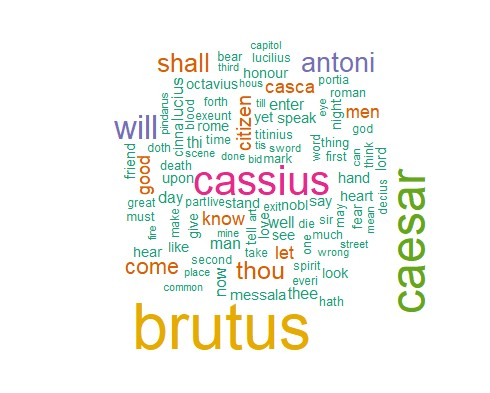 capitol
shall bear lucilius antoni
third honour
octavius hous casca portia
pindarus lucius blood forth till enter eye roman
will cinna exeunt citizen yet speak night men
doth thi rome titinius god
friend scene time tis sword word thing
good death done bid mark first can think lord
upon cassius hand
great day part live stand exit nobl say heart decius
must make give know art love well die sir may fear mean caesar
fire mine tell see one much street
hear like man take let wrong
come second now thou spirit look
place everi
common messala thee hath
brutus